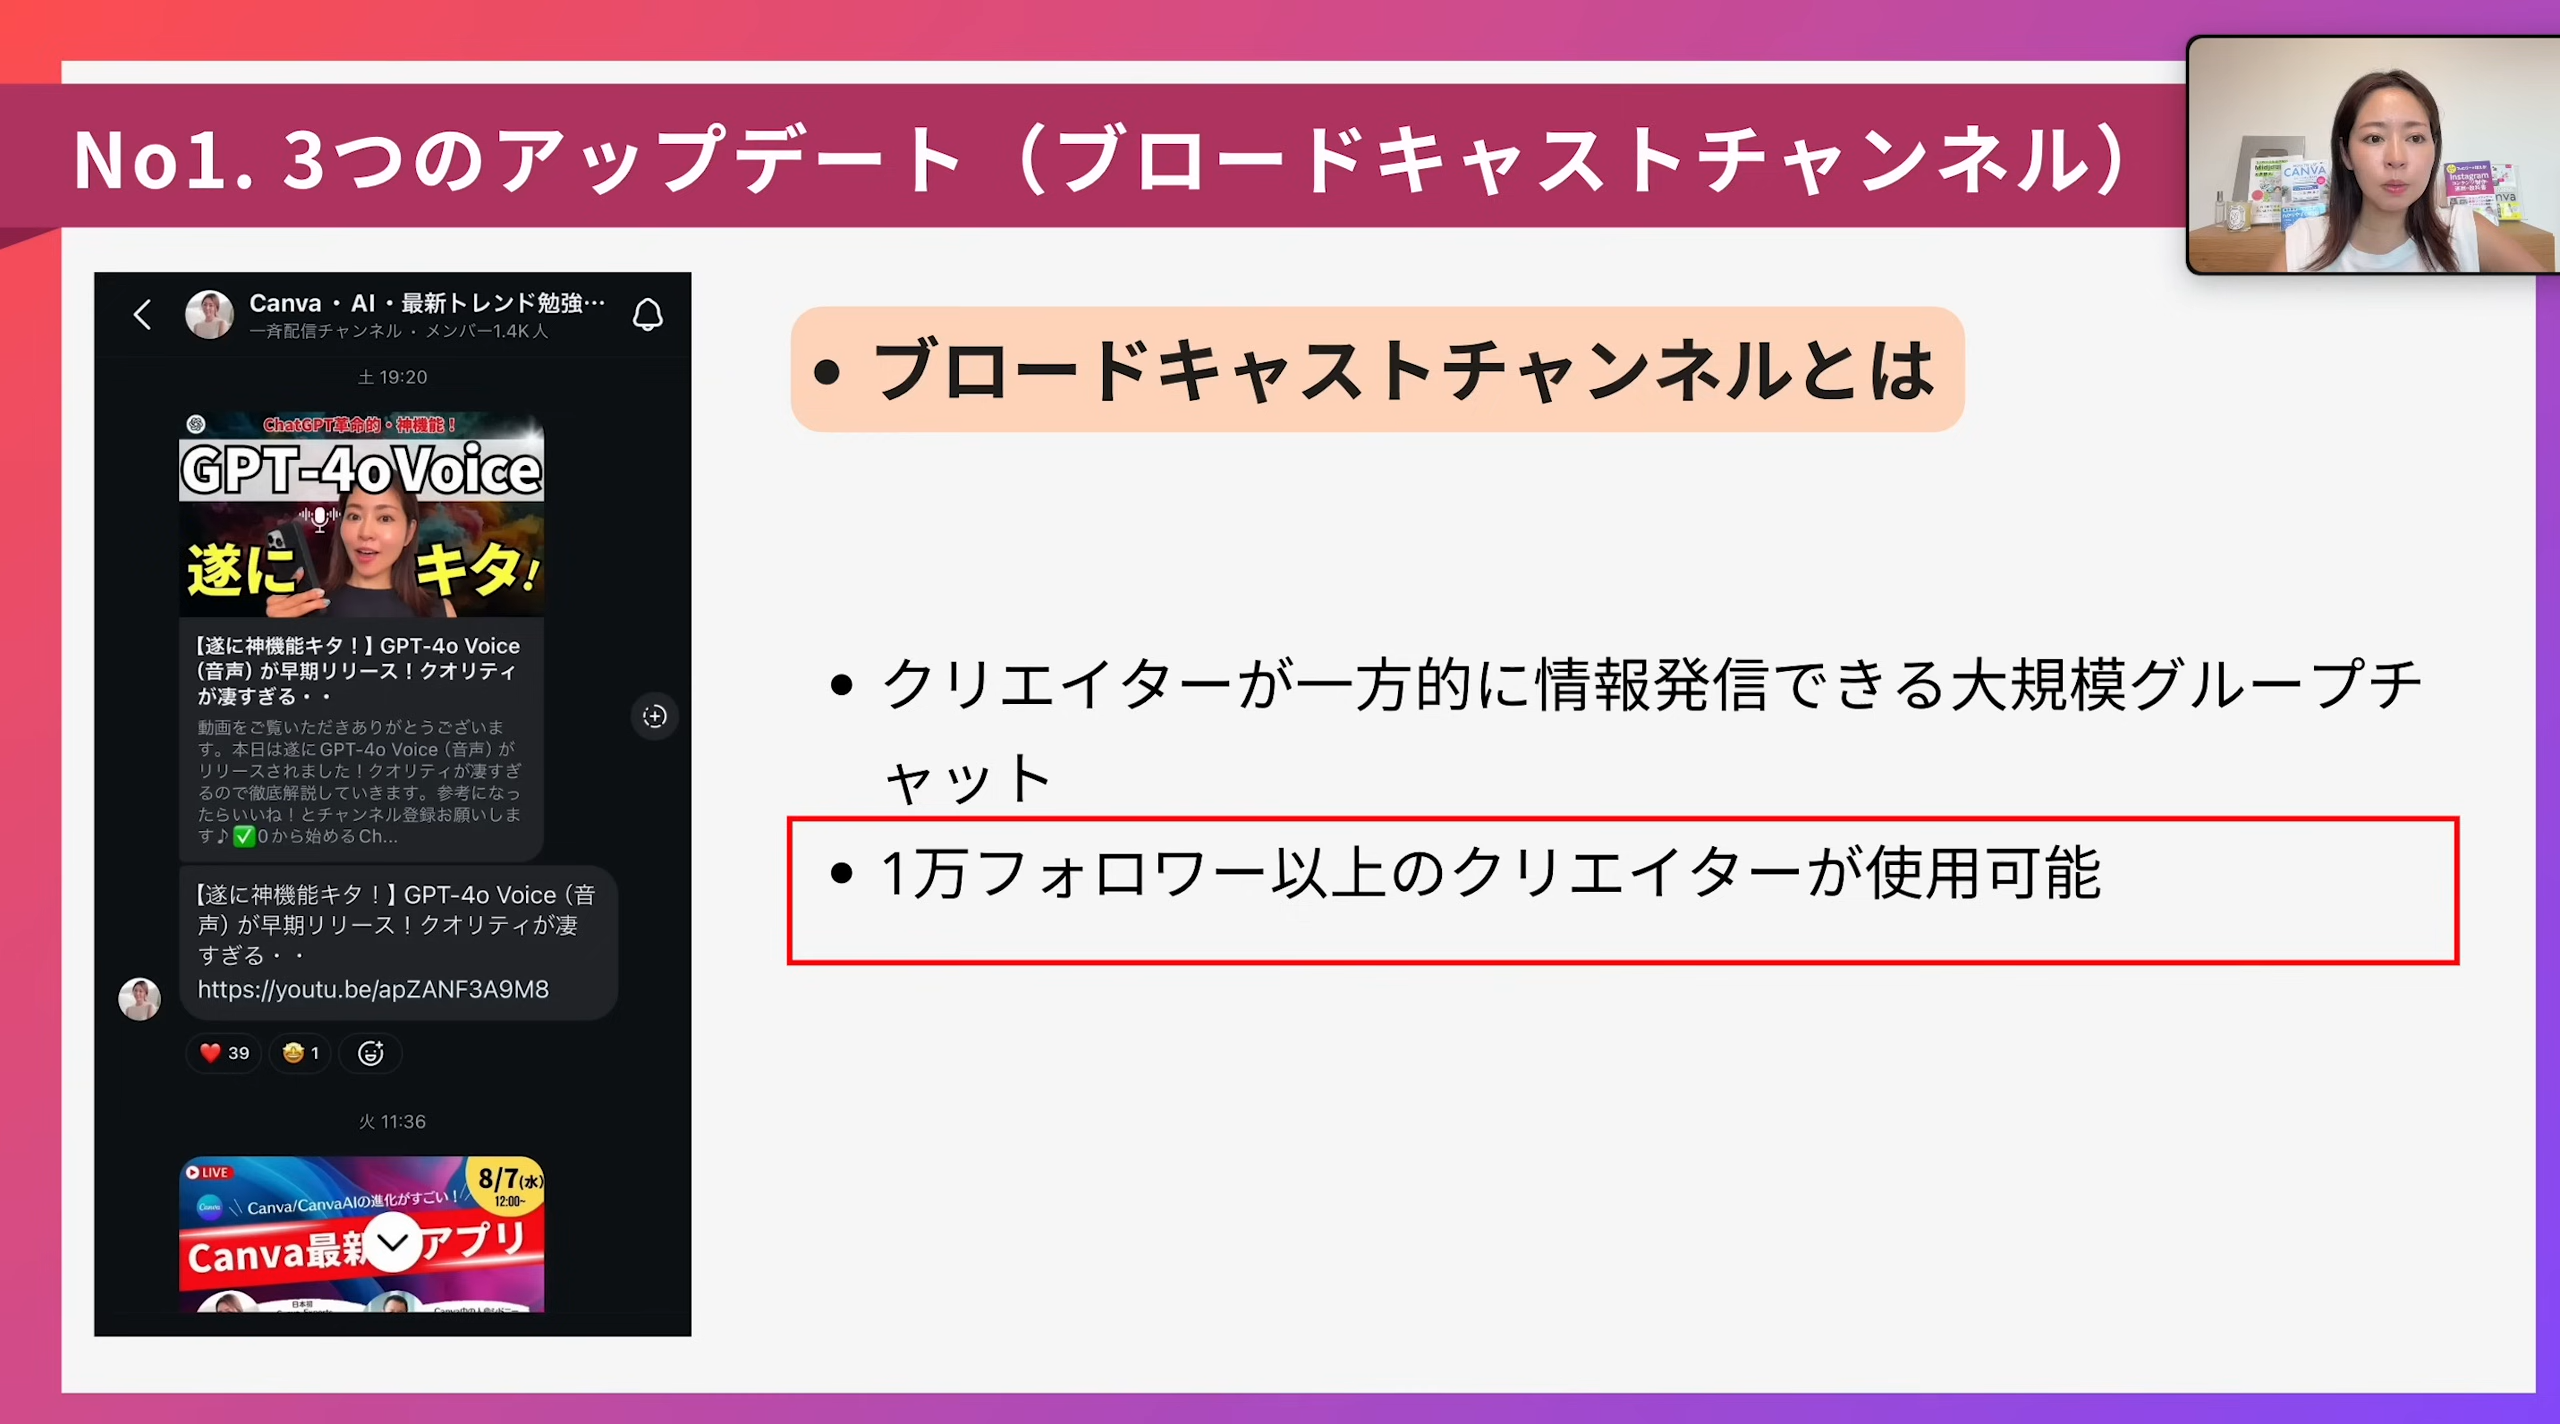 No1. 3つのアップデート（ブロードキャストチャンネル）
CANVA
Instagram
Canva・AI・最新トレンド勉強…
一斉配信チャンネル・メンバー1.4K人
土 19:20
ChatGPT革命的・神機能！
GPT-4oVoice
遂に
キタ!
【遂に神機能キタ！】GPT-4o Voice
（音声）が早期リリース！クオリティ
が凄すぎる・・
動画をご覧いただきありがとうございま
す。本日は遂にGPT-4o Voice（音声）が
リリースされました！クオリティが凄すぎ
るので徹底解説していきます。参考になっ
たらいいね！とチャンネル登録お願いしま
す♪✅0から始めるCh...
【遂に神機能キタ！】GPT-4o Voice（音
声）が早期リリース！クオリティが凄
すぎる・・
https://youtu.be/apZANF3A9M8
❤️ 39
🤩 1
火 11:36
LIVE
8/7(水)
12:00~
Canva
Canva/CanvaAIの進化がすごい！
Canva最新
アプリ
日本初
• ブロードキャストチャンネルとは
• クリエイターが一方的に情報発信できる大規模グループチ
ャット
• 1万フォロワー以上のクリエイターが使用可能